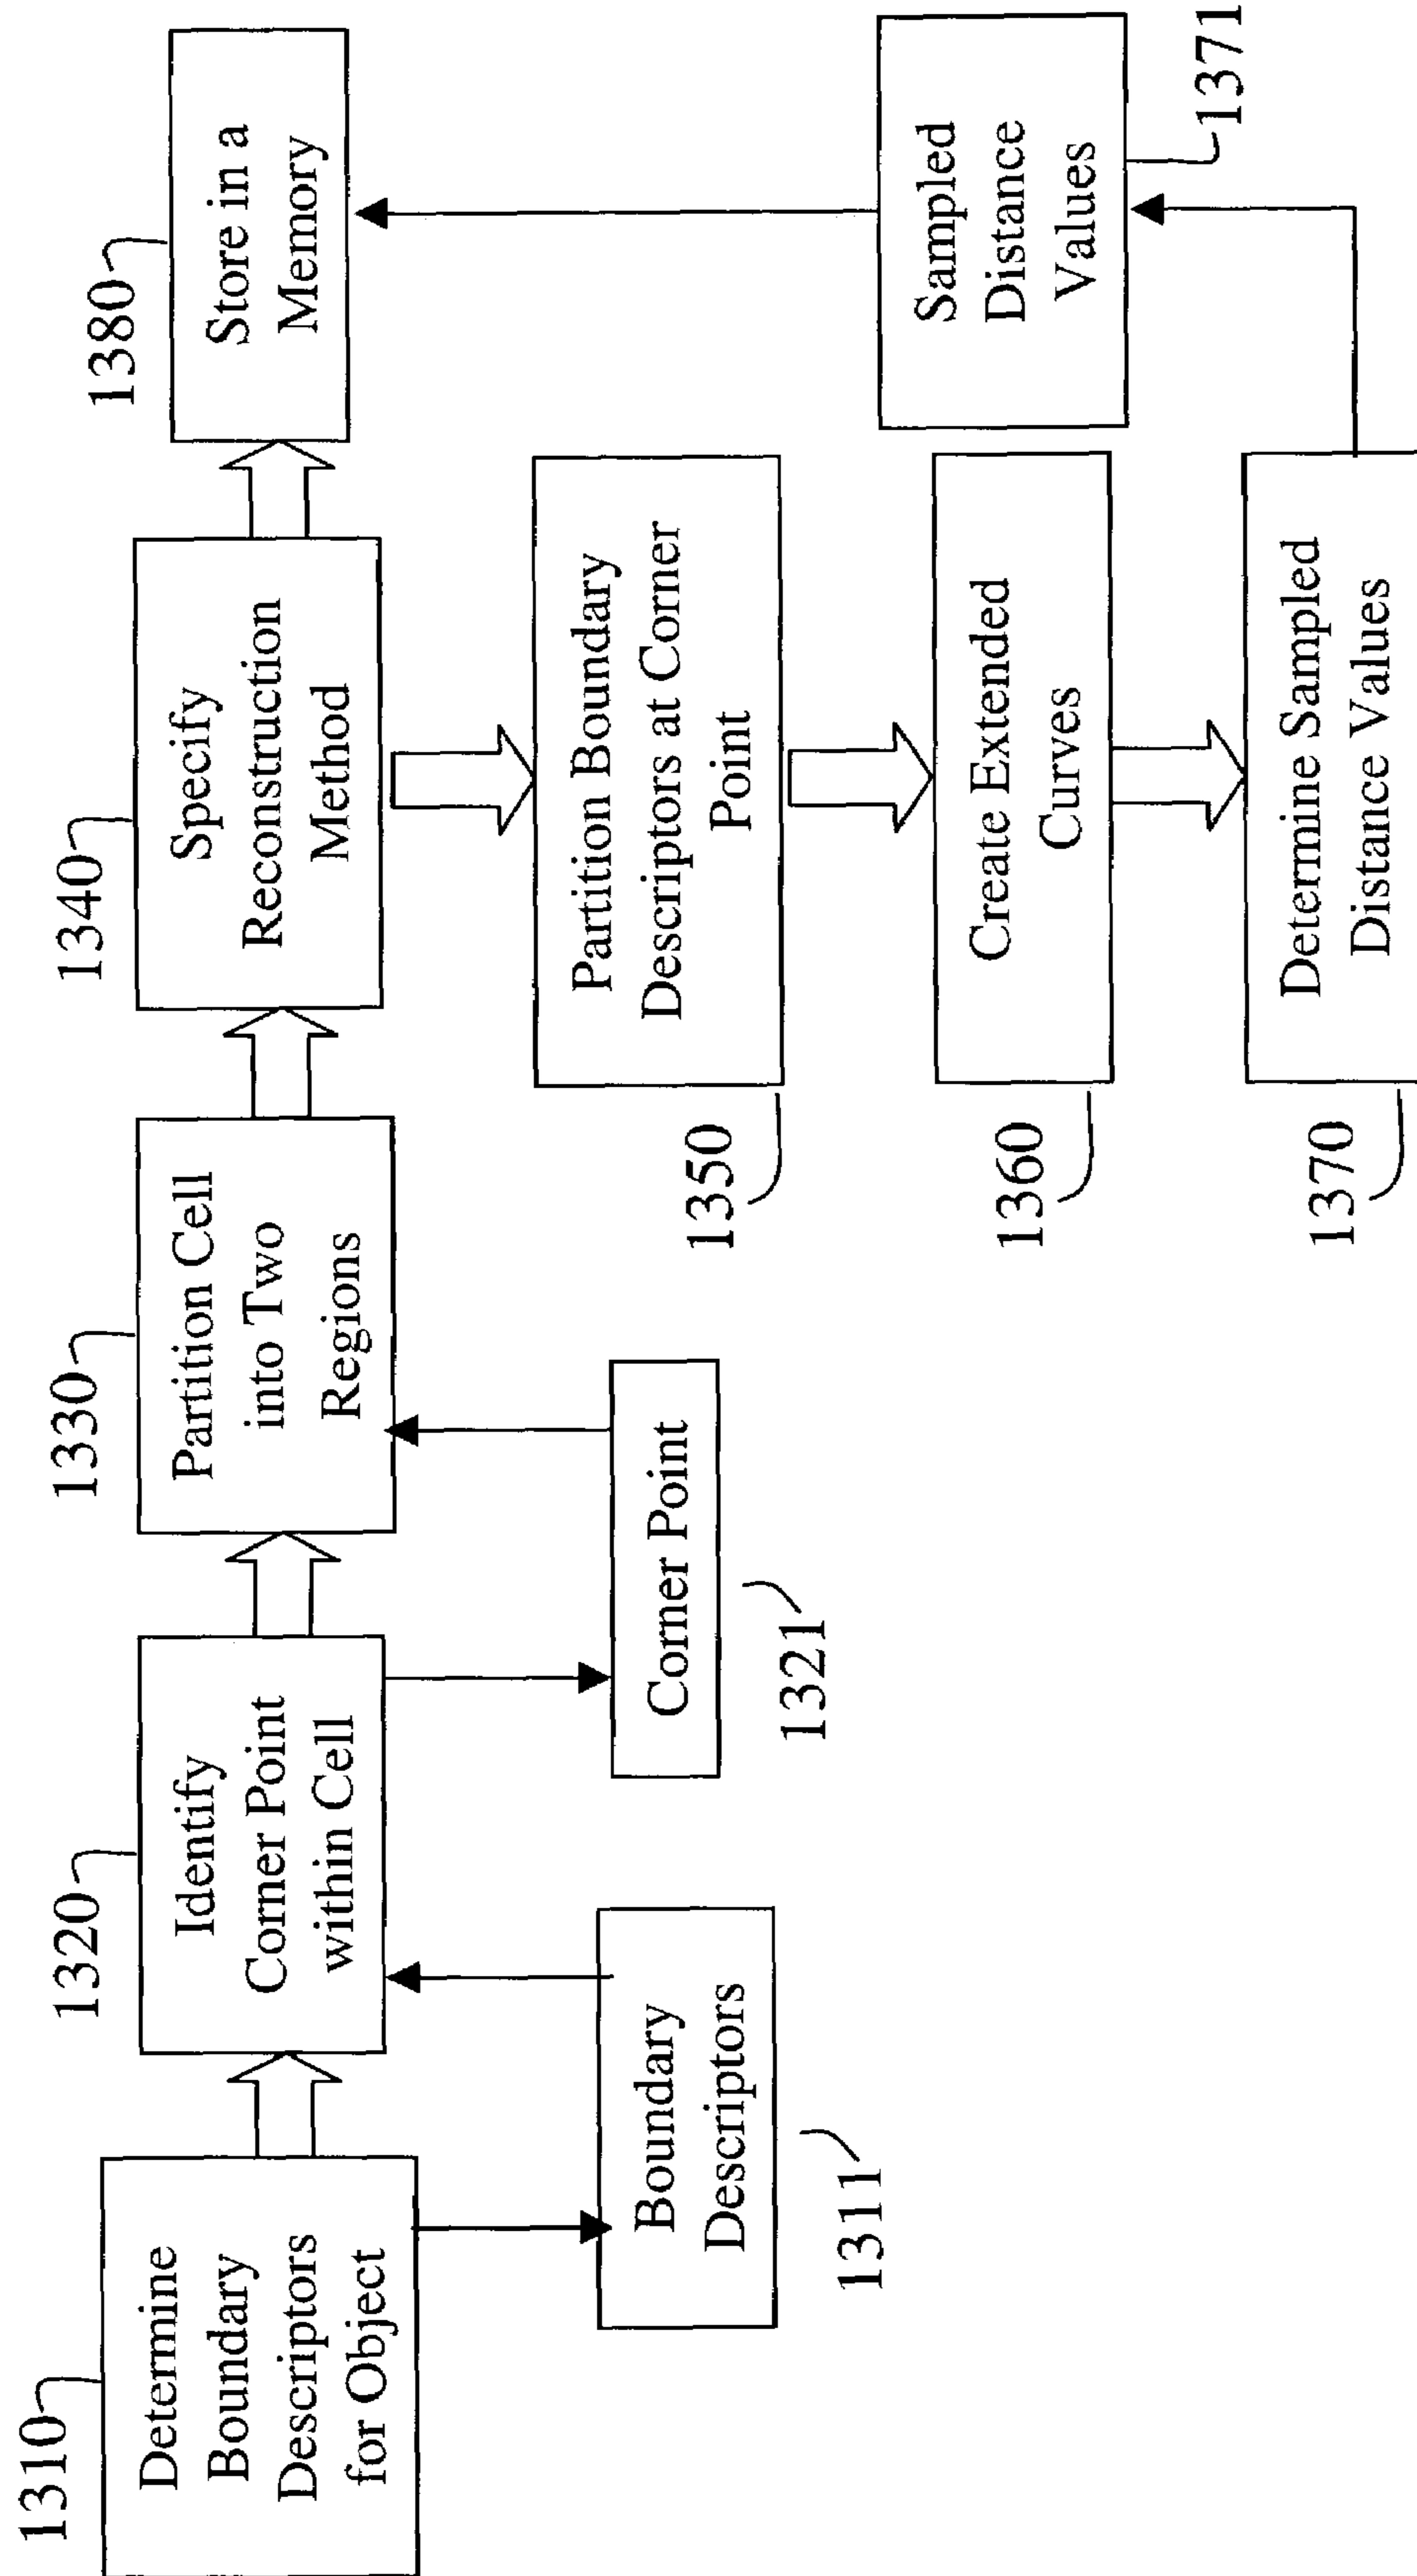 1310
Determine
Boundary
Descriptors
for Object
1311
Boundary
Descriptors
1320
Identify
Corner Point
within Cell
1321
Corner Point
1330
Partition Cell
into Two
Regions
1340
Specify
Reconstruction
Method
1350
Partition Boundary
Descriptors at Corner
Point
1360
Create Extended
Curves
1370
Determine Sampled
Distance Values
1371
Sampled
Distance
Values
1380
Store in a
Memory